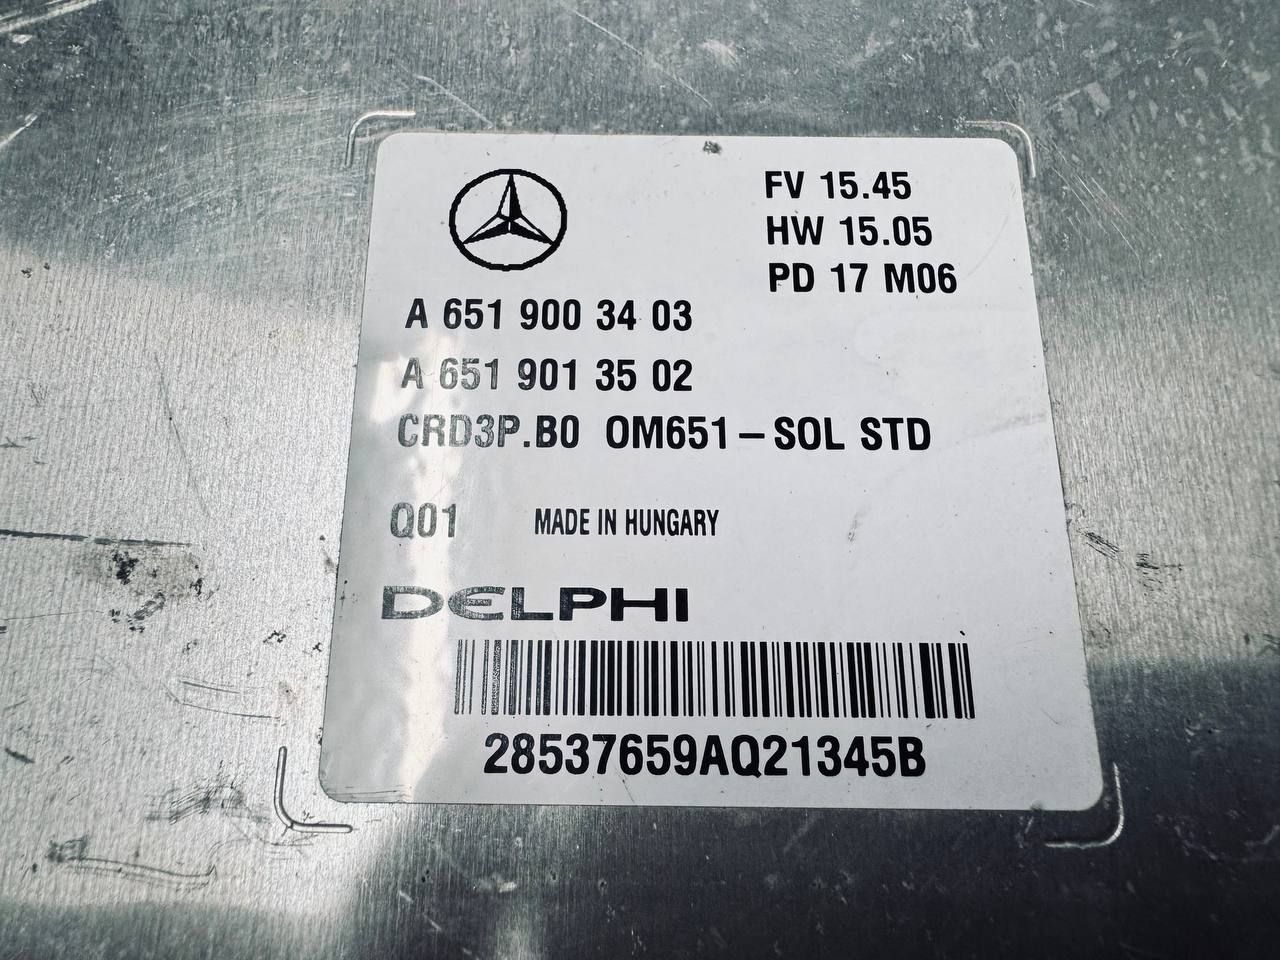 FV 15.45
HW 15.05
PD 17 M06
A 651 900 34 03
A 651 901 35 02
CRD3P.B0 OM651-SOL STD
Q01 MADE IN HUNGARY
DELPHI
28537659AQ21345B